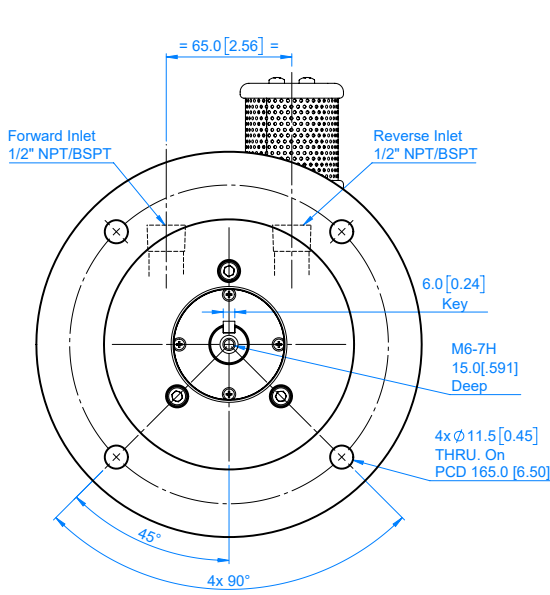 = 65.0[2.56] =
Forward Inlet
1/2" NPT/BSPT
Reverse Inlet
1/2" NPT/BSPT
6.0[0.24]
Key
M6-7H
15.0[.591]
Deep
4x Ø11.5[0.45]
THRU. On
PCD 165.0 [6.50]
45°
4x 90°